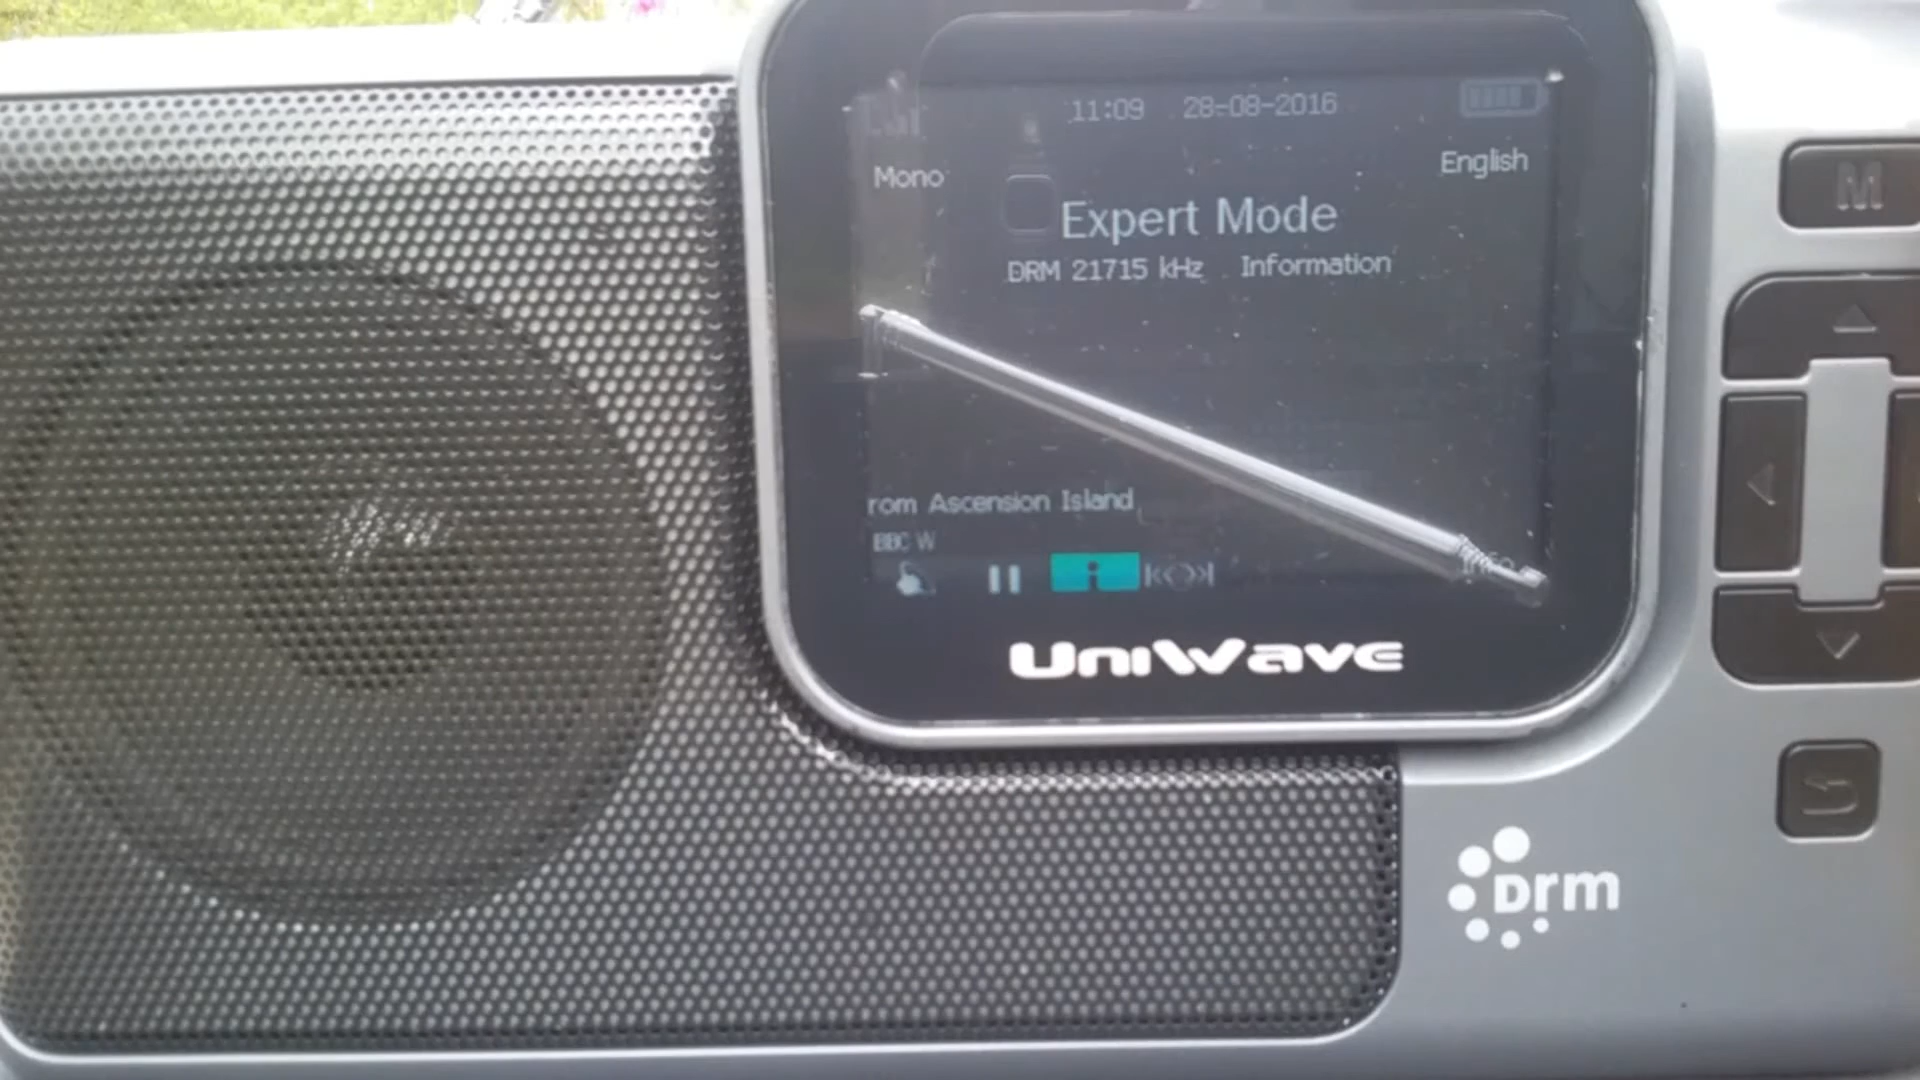 11:09 28-08-2016
Mono English
Expert Mode
DRM 21715 kHz Information
rom Ascension Island
BBC W
UniWave
M
Drm